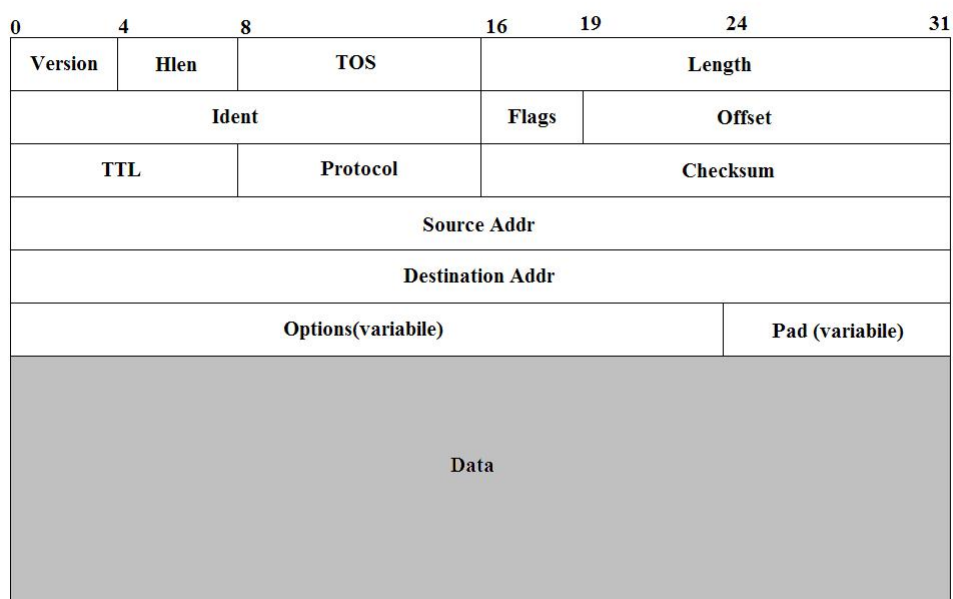 0 4 8 16 19 24 31
Version Hlen TOS Length
Ident Flags Offset
TTL Protocol Checksum
Source Addr
Destination Addr
Options(variabile) Pad (variabile)
Data